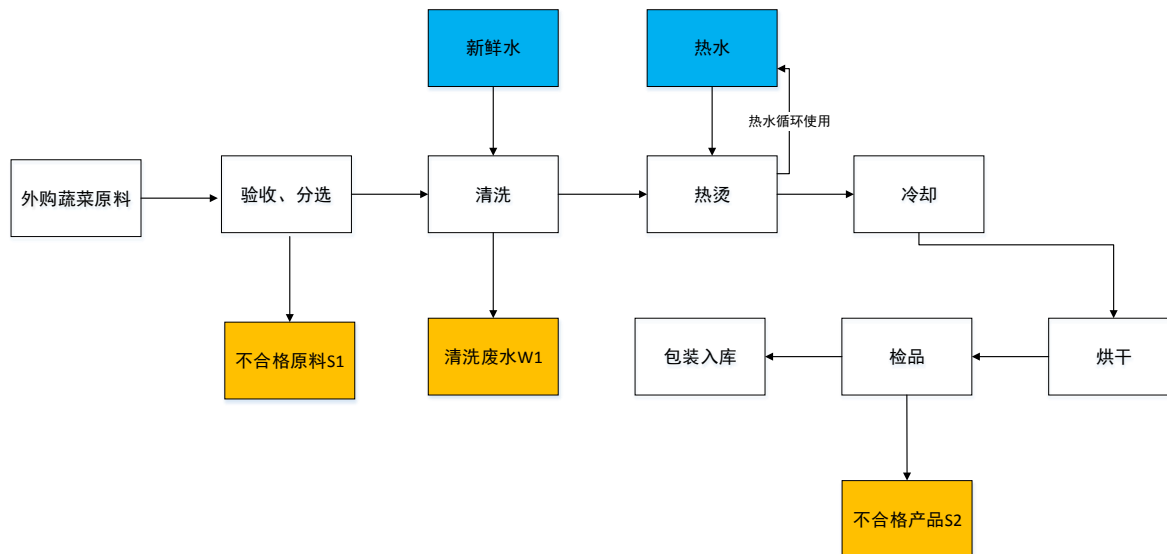 新鲜水
热水
热水循环使用
外购蔬菜原料
验收、分选
清洗
热烫
冷却
不合格原料S1
清洗废水W1
包装入库
检品
烘干
不合格产品S2